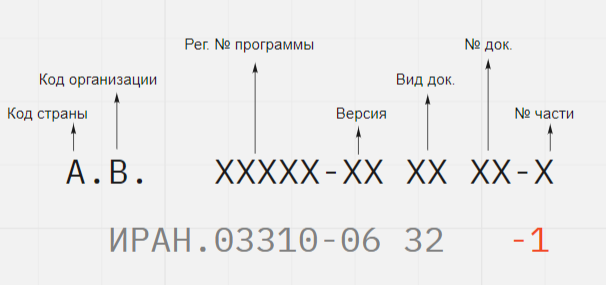 Рег. № программы
№ док.
Код организации
Вид док.
Код страны
Версия
№ части
A.B. XXXXX-XX XX XX-X
ИРАН.03310-06 32 -1